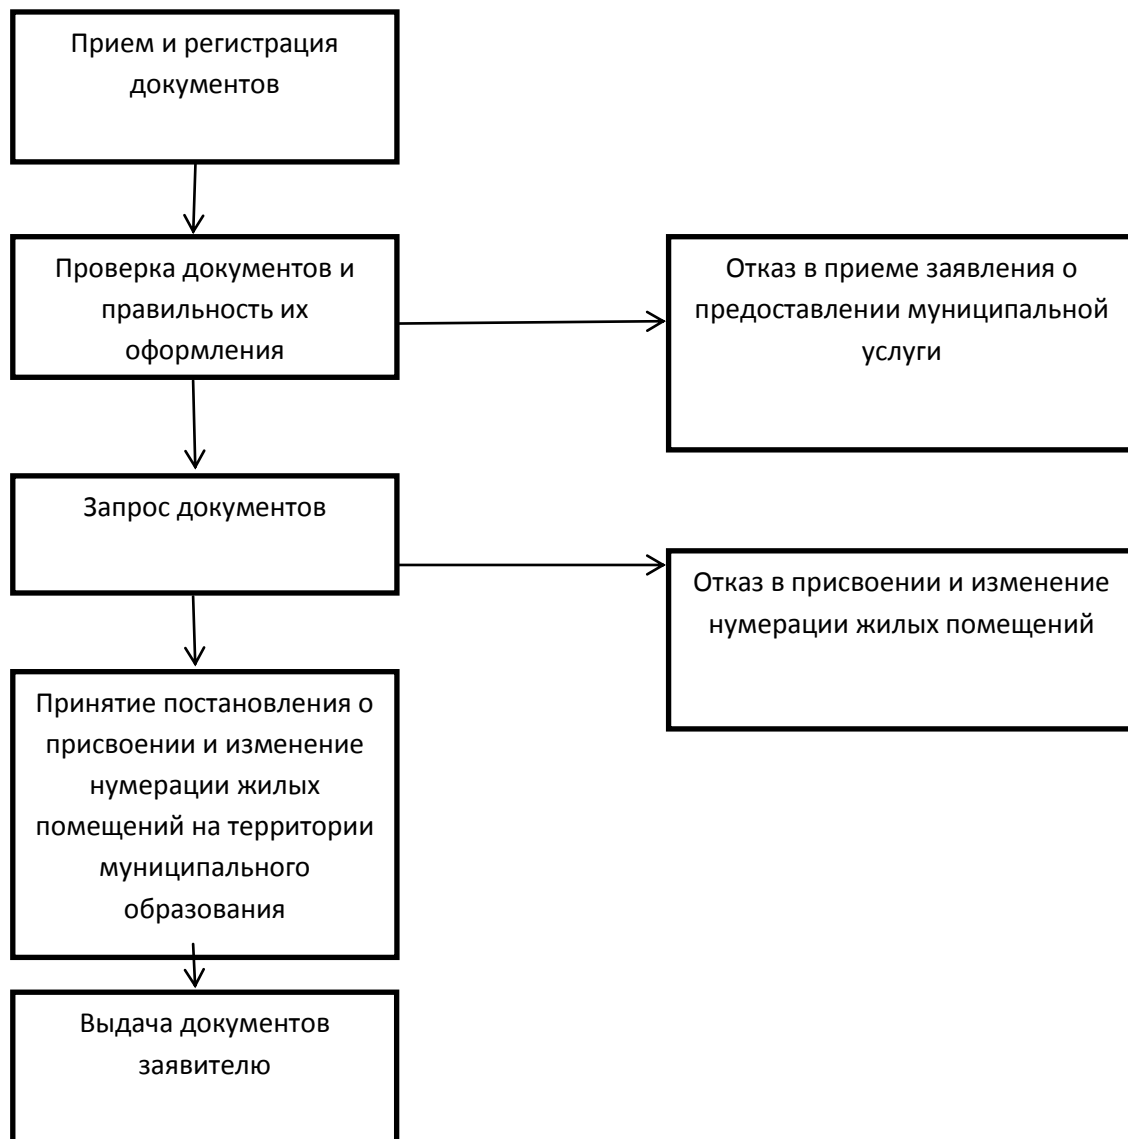 Прием и регистрация
документов
Проверка документов и
правильность их
оформления
Отказ в приеме заявления о
предоставлении муниципальной
услуги
Запрос документов
Отказ в присвоении и изменение
нумерации жилых помещений
Принятие постановления о
присвоении и изменение
нумерации жилых
помещений на территории
муниципального
образования
Выдача документов
заявителю